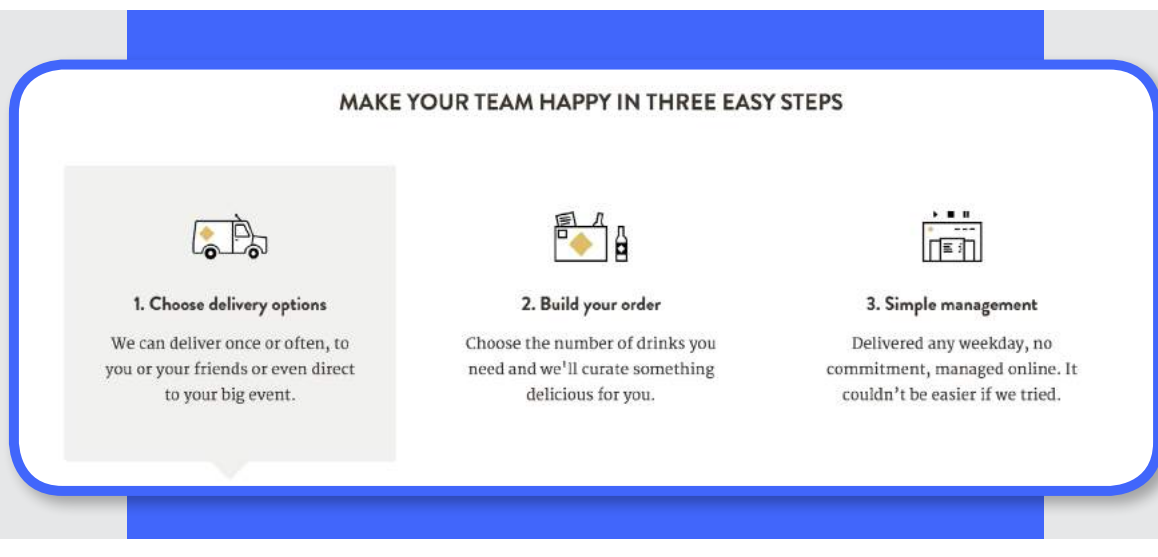 MAKE YOUR TEAM HAPPY IN THREE EASY STEPS
1. Choose delivery options
We can deliver once or often, to
you or your friends or even direct
to your big event.
2. Build your order
Choose the number of drinks you
need and we'll curate something
delicious for you.
3. Simple management
Delivered any weekday, no
commitment, managed online. It
couldn’t be easier if we tried.